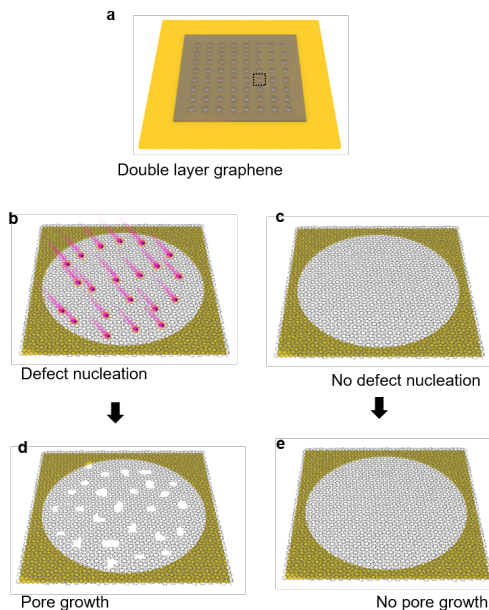 a
Double layer graphene
b
c
Defect nucleation
No defect nucleation
d
e
Pore growth
No pore growth